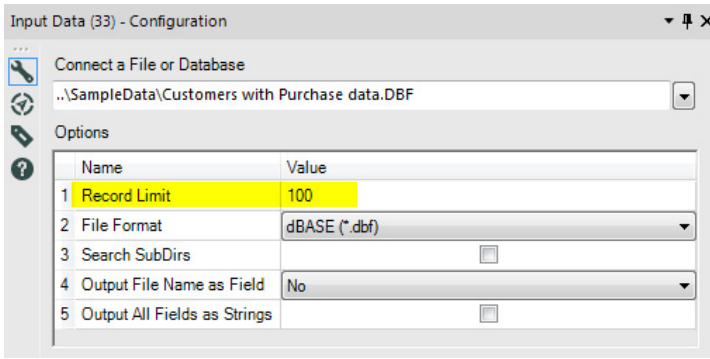 Input Data (33) - Configuration
Connect a File or Database
..\SampleData\Customers with Purchase data.DBF
Options
Name Value
1 Record Limit 100
2 File Format dBASE (*.dbf)
3 Search SubDirs
4 Output File Name as Field No
5 Output All Fields as Strings